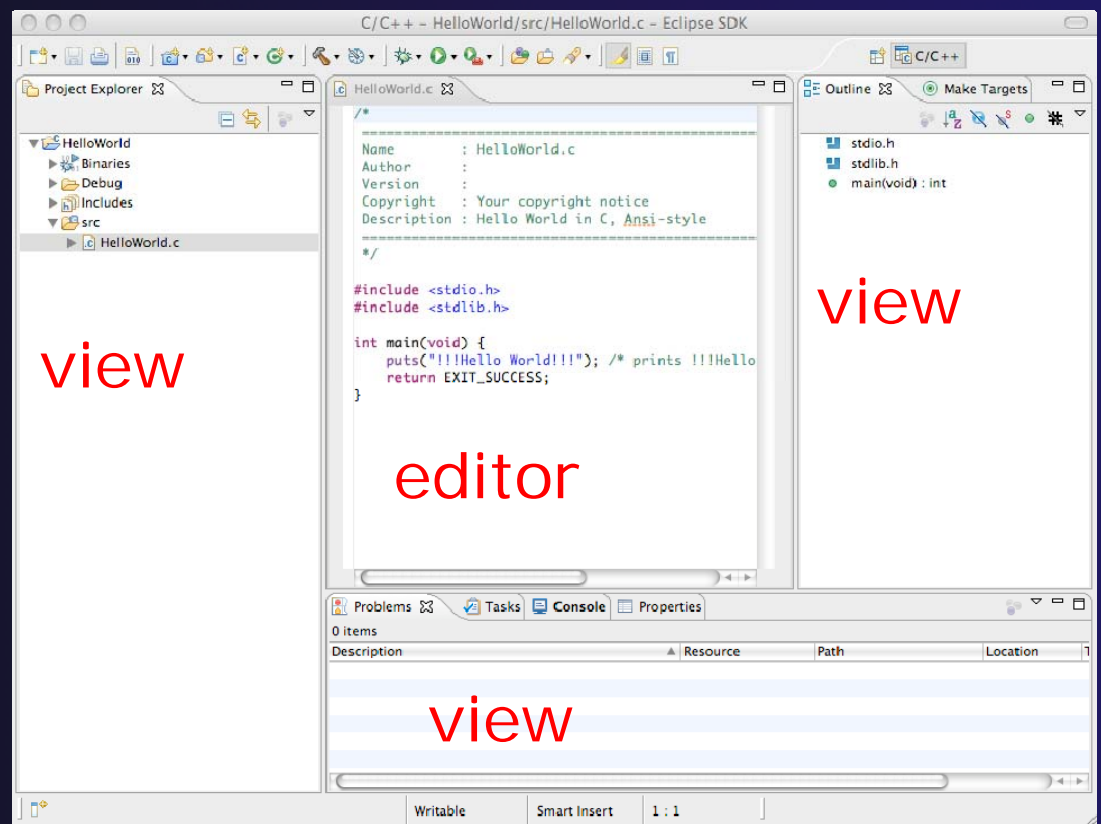 C/C++ - HelloWorld/src/HelloWorld.c - Eclipse SDK
C/C++
Project Explorer
HelloWorld
Binaries
Debug
Includes
src
HelloWorld.c
view
HelloWorld.c
/*
============================================
Name : HelloWorld.c
Author :
Version :
Copyright : Your copyright notice
Description : Hello World in C, Ansi-style
============================================
*/
#include <stdio.h>
#include <stdlib.h>
int main(void) {
puts("!!!Hello World!!!"); /* prints !!!Hello
return EXIT_SUCCESS;
}
editor
Outline Make Targets
stdio.h
stdlib.h
main(void) : int
view
Problems Tasks Console Properties
0 items
Description Resource Path Location T
view
Writable Smart Insert 1 : 1